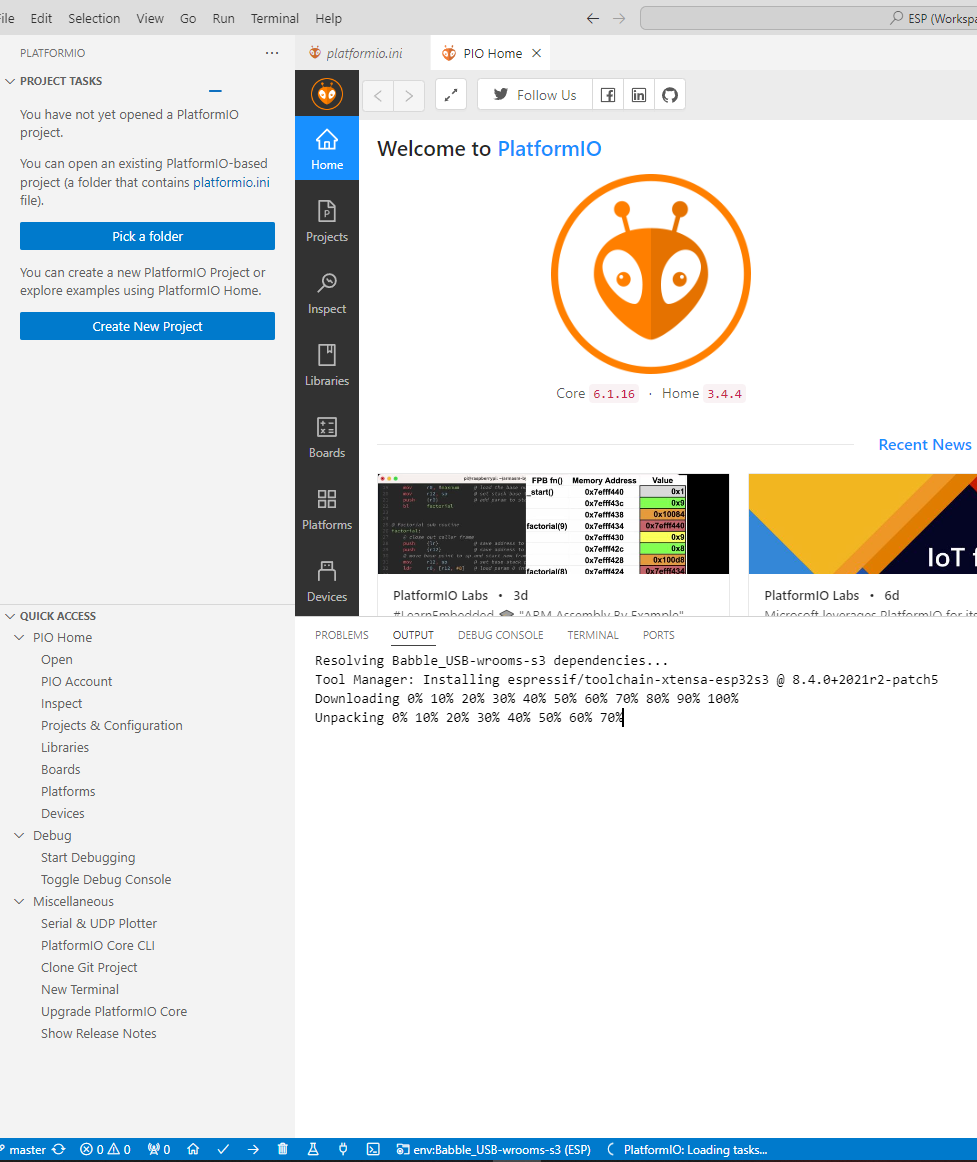 File Edit Selection View Go Run Terminal Help ESP (Workspa
PLATFORMIO
PROJECT TASKS
You have not yet opened a PlatformIO
project.
You can open an existing PlatformIO-based
project (a folder that contains platformio.ini
file).
Pick a folder
You can create a new PlatformIO Project or
explore examples using PlatformIO Home.
Create New Project
QUICK ACCESS
PIO Home
Open
PIO Account
Inspect
Projects & Configuration
Libraries
Boards
Platforms
Devices
Debug
Start Debugging
Toggle Debug Console
Miscellaneous
Serial & UDP Plotter
PlatformIO Core CLI
Clone Git Project
New Terminal
Upgrade PlatformIO Core
Show Release Notes
platformio.ini
PIO Home
Follow Us
Home
Projects
Inspect
Libraries
Boards
Platforms
Devices
Welcome to PlatformIO
Core 6.1.16 · Home 3.4.4
Recent News
FPB fn() Memory Address Value
_start() 0x7efff440 0x1
0x7efff43c 0x9
0x7efff438 0x10084
factorial(9) 0x7efff434 0x7eff440
0x7efff430 0x9
0x7efff42c 0x8
0x7efff428 0x100d8
factorial(8) 0x7efff424 0x7efff434
IoT f
PlatformIO Labs • 3d
#LearnEmbedded "ARM Assembly By Example"
PlatformIO Labs • 6d
Microsoft leverages PlatformIO for its
PROBLEMS OUTPUT DEBUG CONSOLE TERMINAL PORTS
Resolving Babble_USB-wrooms-s3 dependencies...
Tool Manager: Installing espressif/toolchain-xtensa-esp32s3 @ 8.4.0+2021r2-patch5
Downloading 0% 10% 20% 30% 40% 50% 60% 70% 80% 90% 100%
Unpacking 0% 10% 20% 30% 40% 50% 60% 70%
master 0 0 0 env:Babble_USB-wrooms-s3 (ESP) PlatformIO: Loading tasks...